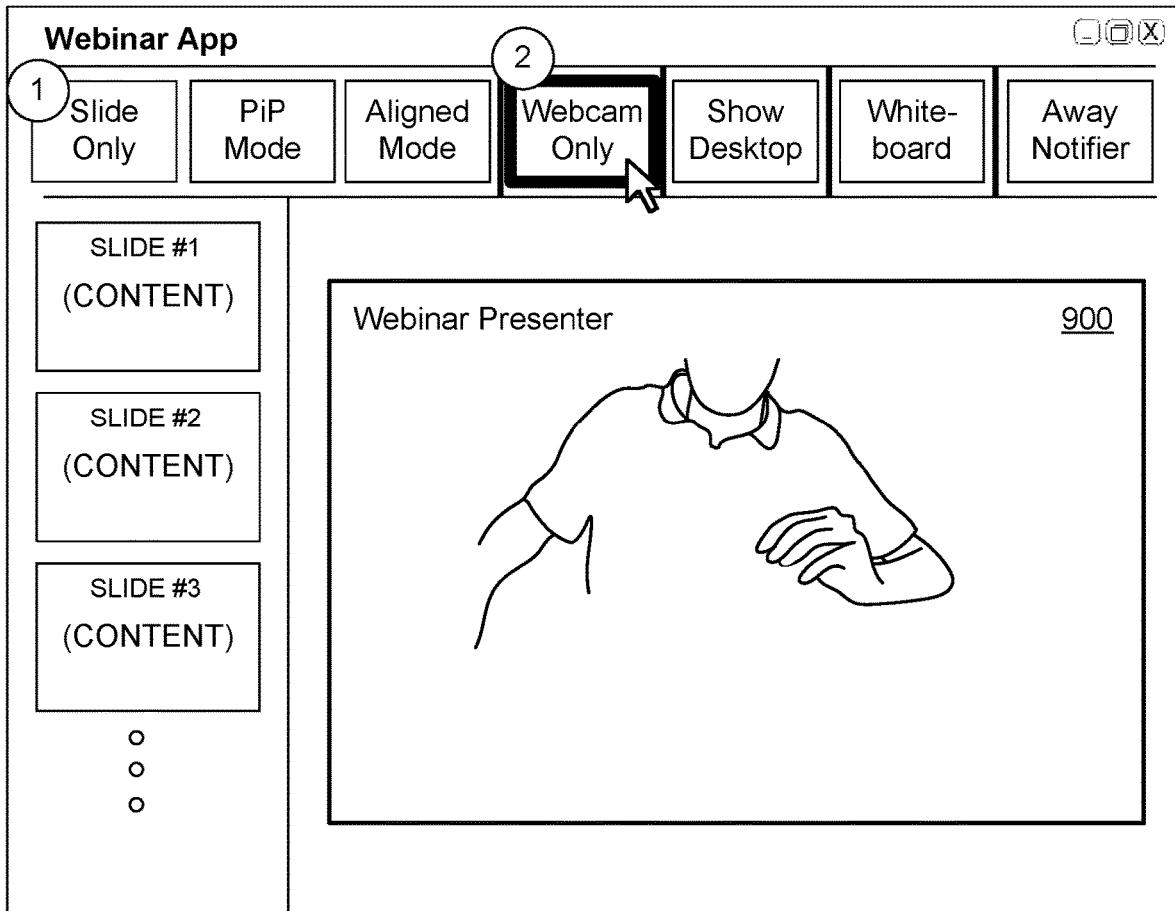 Webinar App
_ X
1
2
Slide
Only
PiP
Mode
Aligned
Mode
Webcam
Only
Show
Desktop
White-
board
Away
Notifier
SLIDE #1
(CONTENT)
SLIDE #2
(CONTENT)
SLIDE #3
(CONTENT)
Webinar Presenter
900